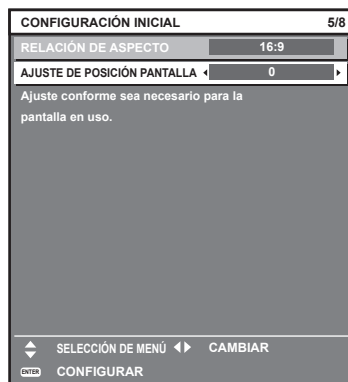 CONFIGURACIÓN INICIAL 5/8
RELACIÓN DE ASPECTO 16:9
AJUSTE DE POSICIÓN PANTALLA 0
Ajuste conforme sea necesario para la
pantalla en uso.
SELECCIÓN DE MENÚ CAMBIAR
ENTER CONFIGURAR